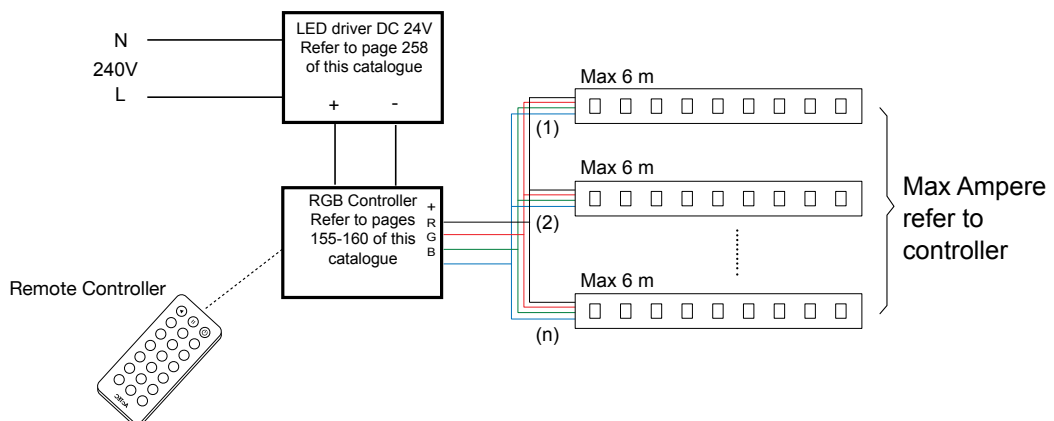 LED driver DC 24V
Refer to page 258
of this catalogue
N
240V
L
+ -
Max 6 m
(1)
Max 6 m
(2)
RGB Controller
Refer to pages
155-160 of this
catalogue
+
R
G
B
Max Ampere
refer to
controller
Max 6 m
(n)
Remote Controller